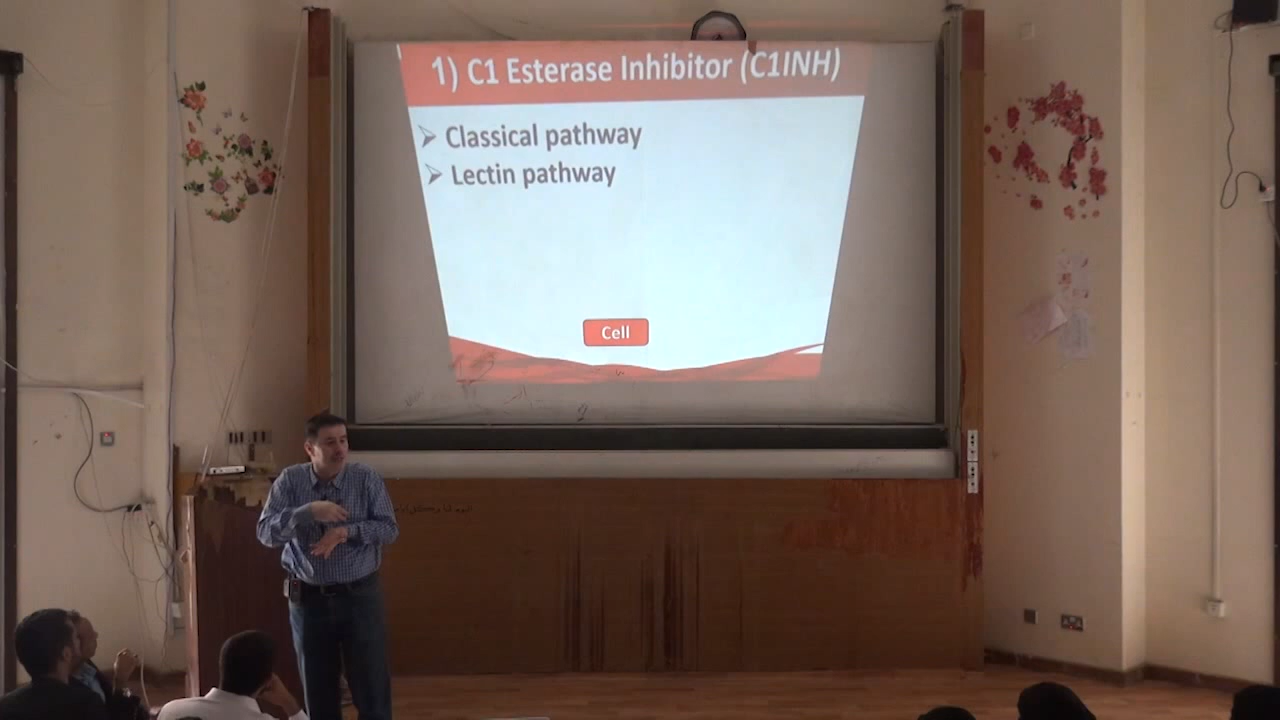 1) C1 Esterase Inhibitor (C1INH)
➢ Classical pathway
➢ Lectin pathway
Cell